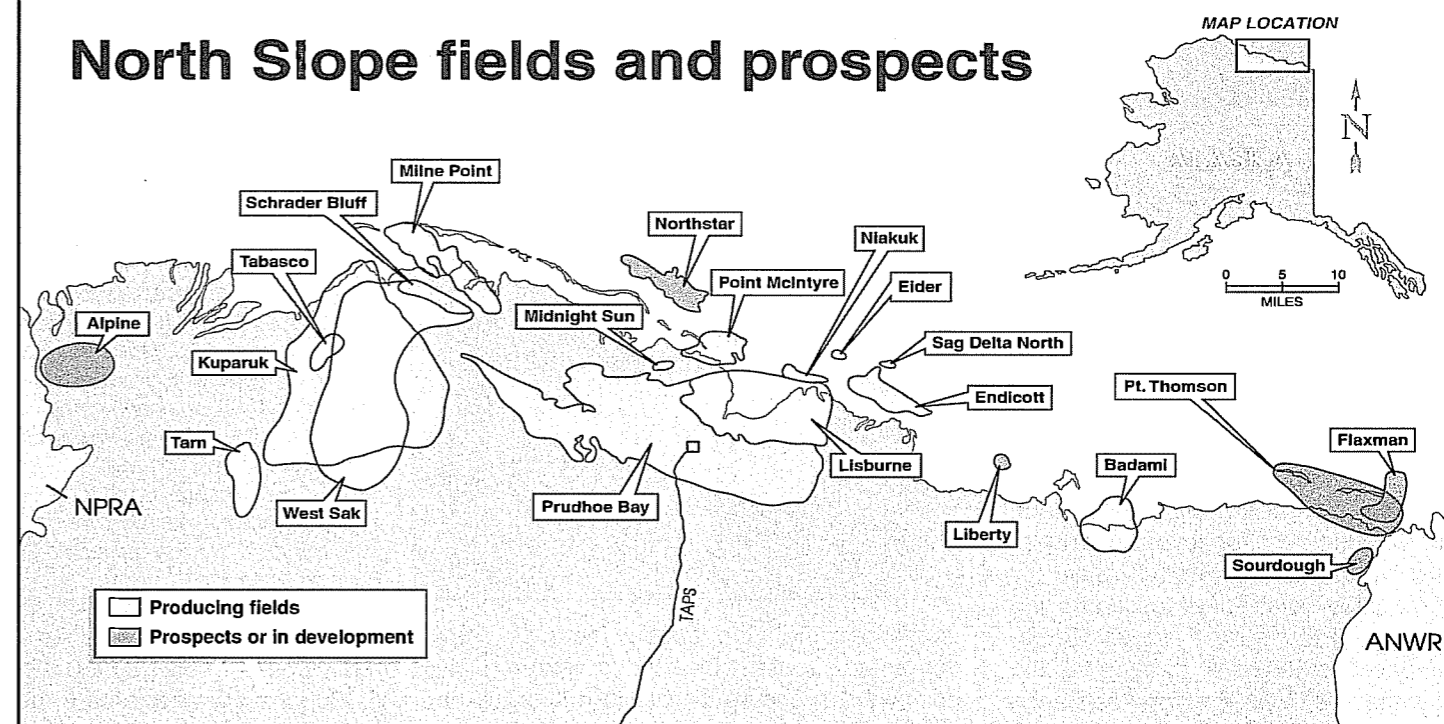 MAP LOCATION
North Slope fields and prospects
N
ALASKA
Milne Point
Schrader Bluff
Northstar
Niakuk
Tabasco
Point McIntyre
Eider
0 5 10
MILES
Midnight Sun
Alpine
Sag Delta North
Kuparuk
Endicott
Pt. Thomson
Tarn
Flaxman
Lisburne
Badami
NPRA
West Sak
Prudhoe Bay
Liberty
Sourdough
TAPS
Producing fields
Prospects or in development
ANWR